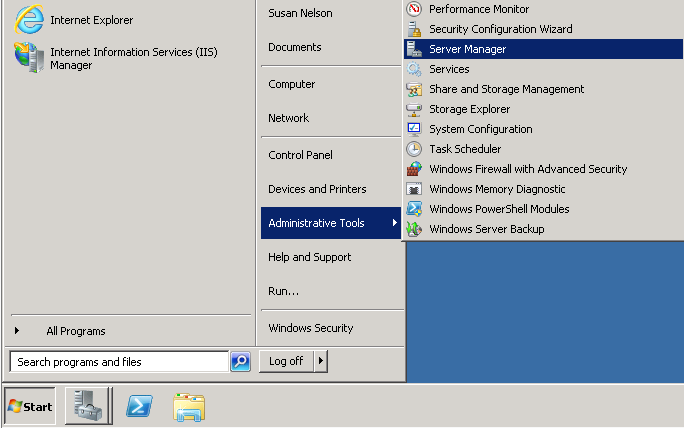 Internet Explorer
Internet Information Services (IIS)
Manager
All Programs
Search programs and files
Susan Nelson
Documents
Computer
Network
Control Panel
Devices and Printers
Administrative Tools
Help and Support
Run...
Windows Security
Log off
Performance Monitor
Security Configuration Wizard
Server Manager
Services
Share and Storage Management
Storage Explorer
System Configuration
Task Scheduler
Windows Firewall with Advanced Security
Windows Memory Diagnostic
Windows PowerShell Modules
Windows Server Backup
Start